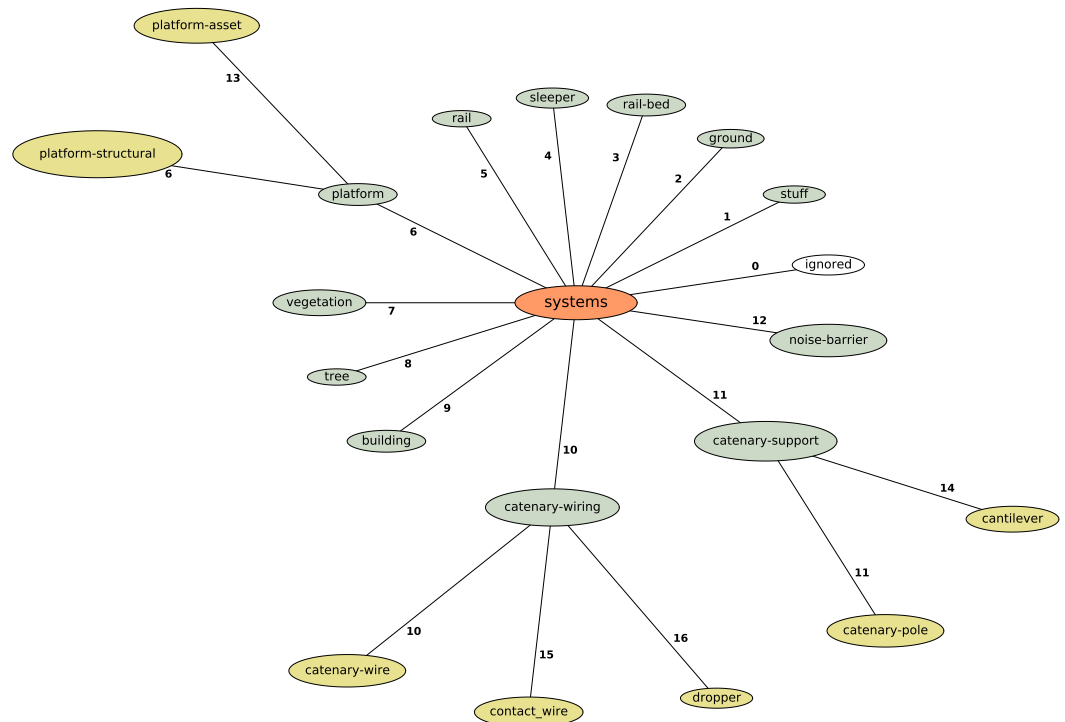 platform-asset
13
sleeper
rail-bed
rail
ground
platform-structural
4
3
5
2
6
platform
stuff
1
6
ignored
0
vegetation
systems
7
12
noise-barrier
8
tree
11
9
building
catenary-support
10
14
catenary-wiring
cantilever
11
10
catenary-pole
16
15
catenary-wire
dropper
contact_wire